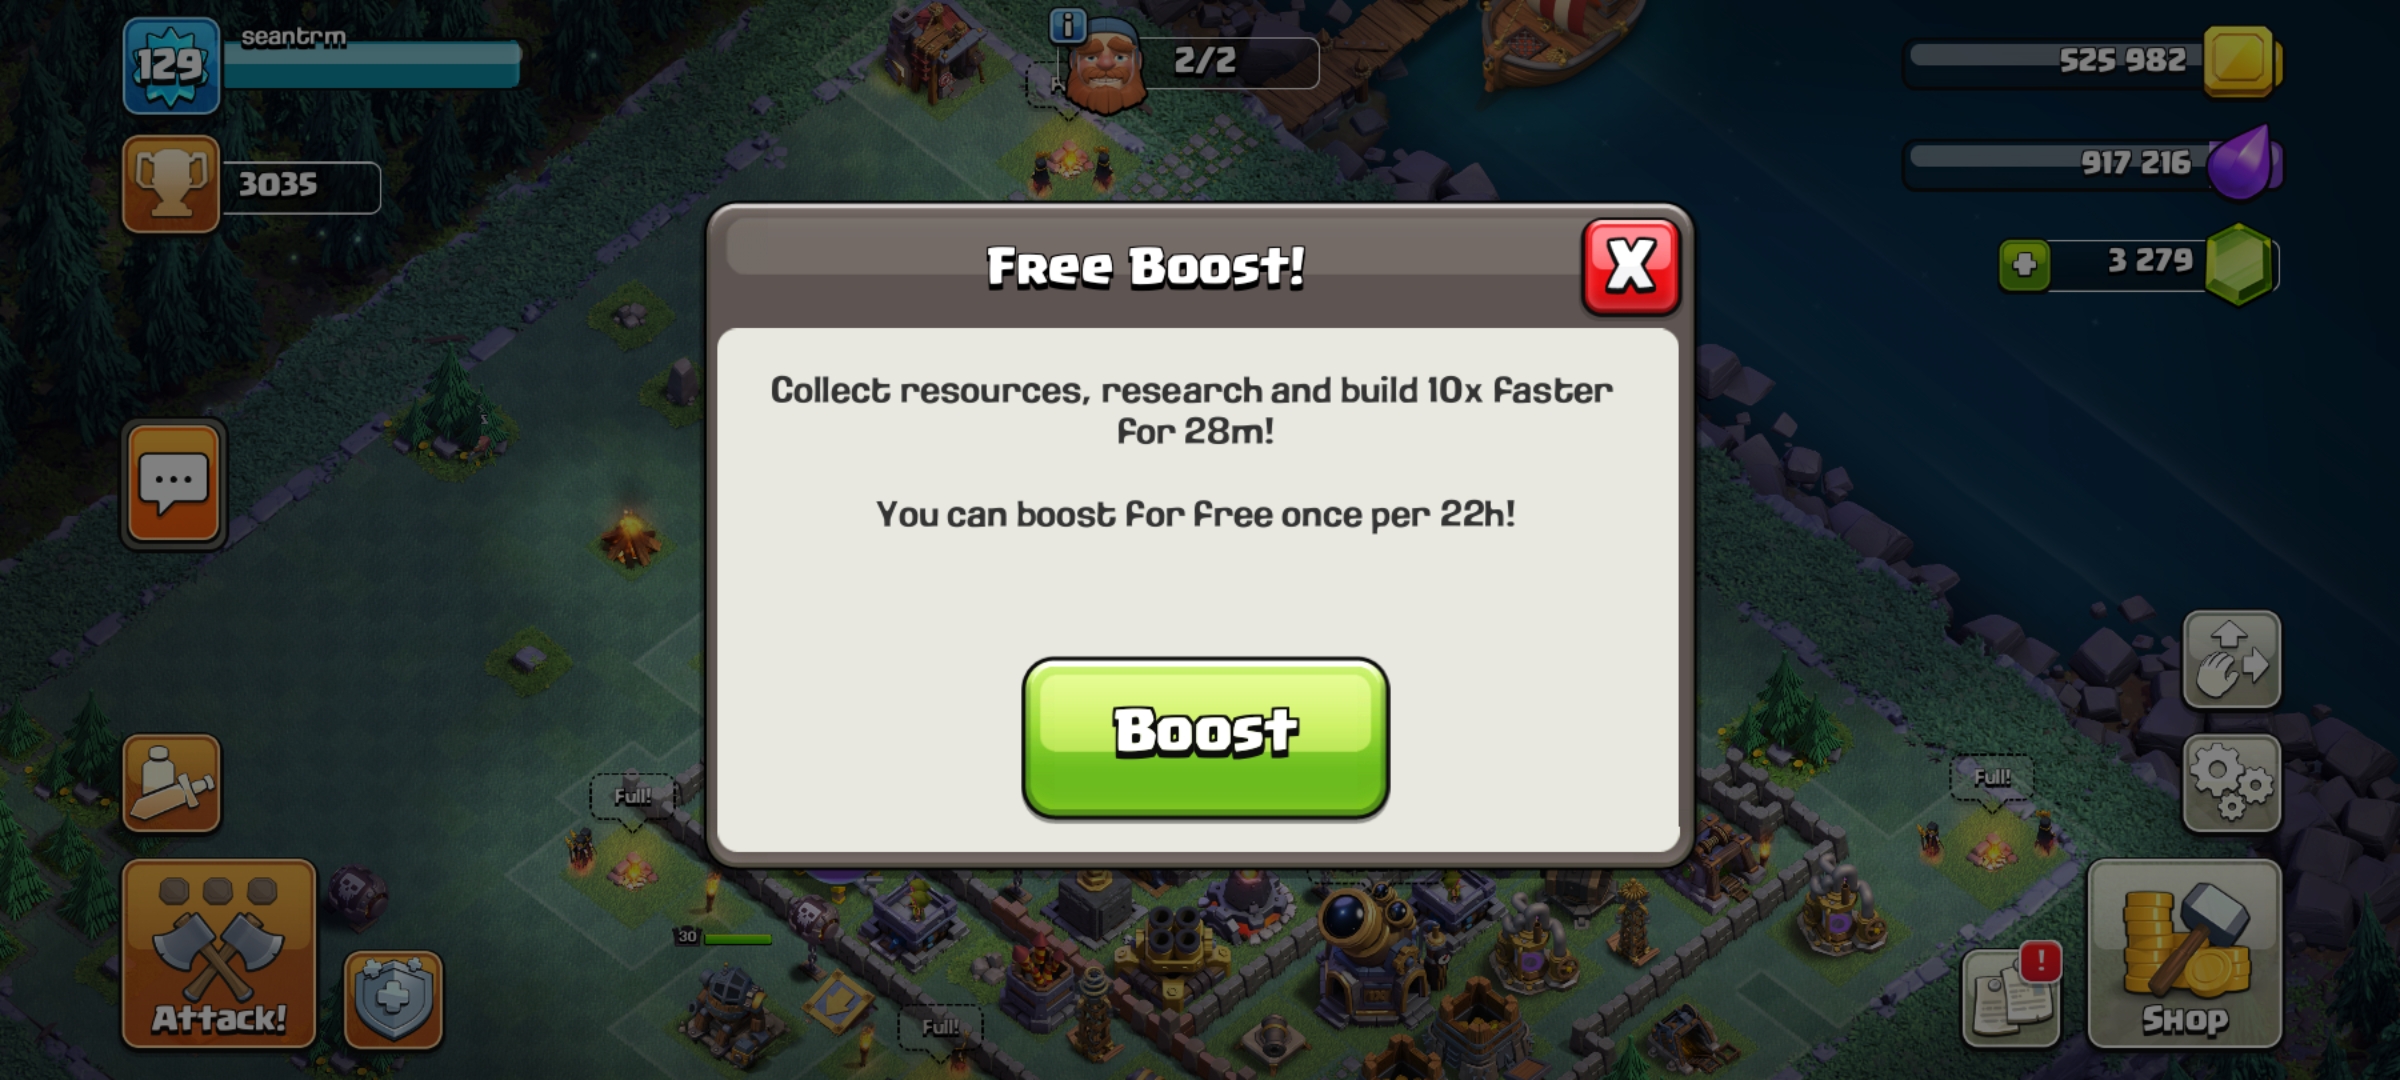 129
seantrm
2/2
525 982
3035
917 216
3 279
Free Boost!
X
Collect resources, research and build 10x faster
for 28m!
You can boost for free once per 22h!
Boost
Full!
Full!
30
Full!
Attack!
!
Shop